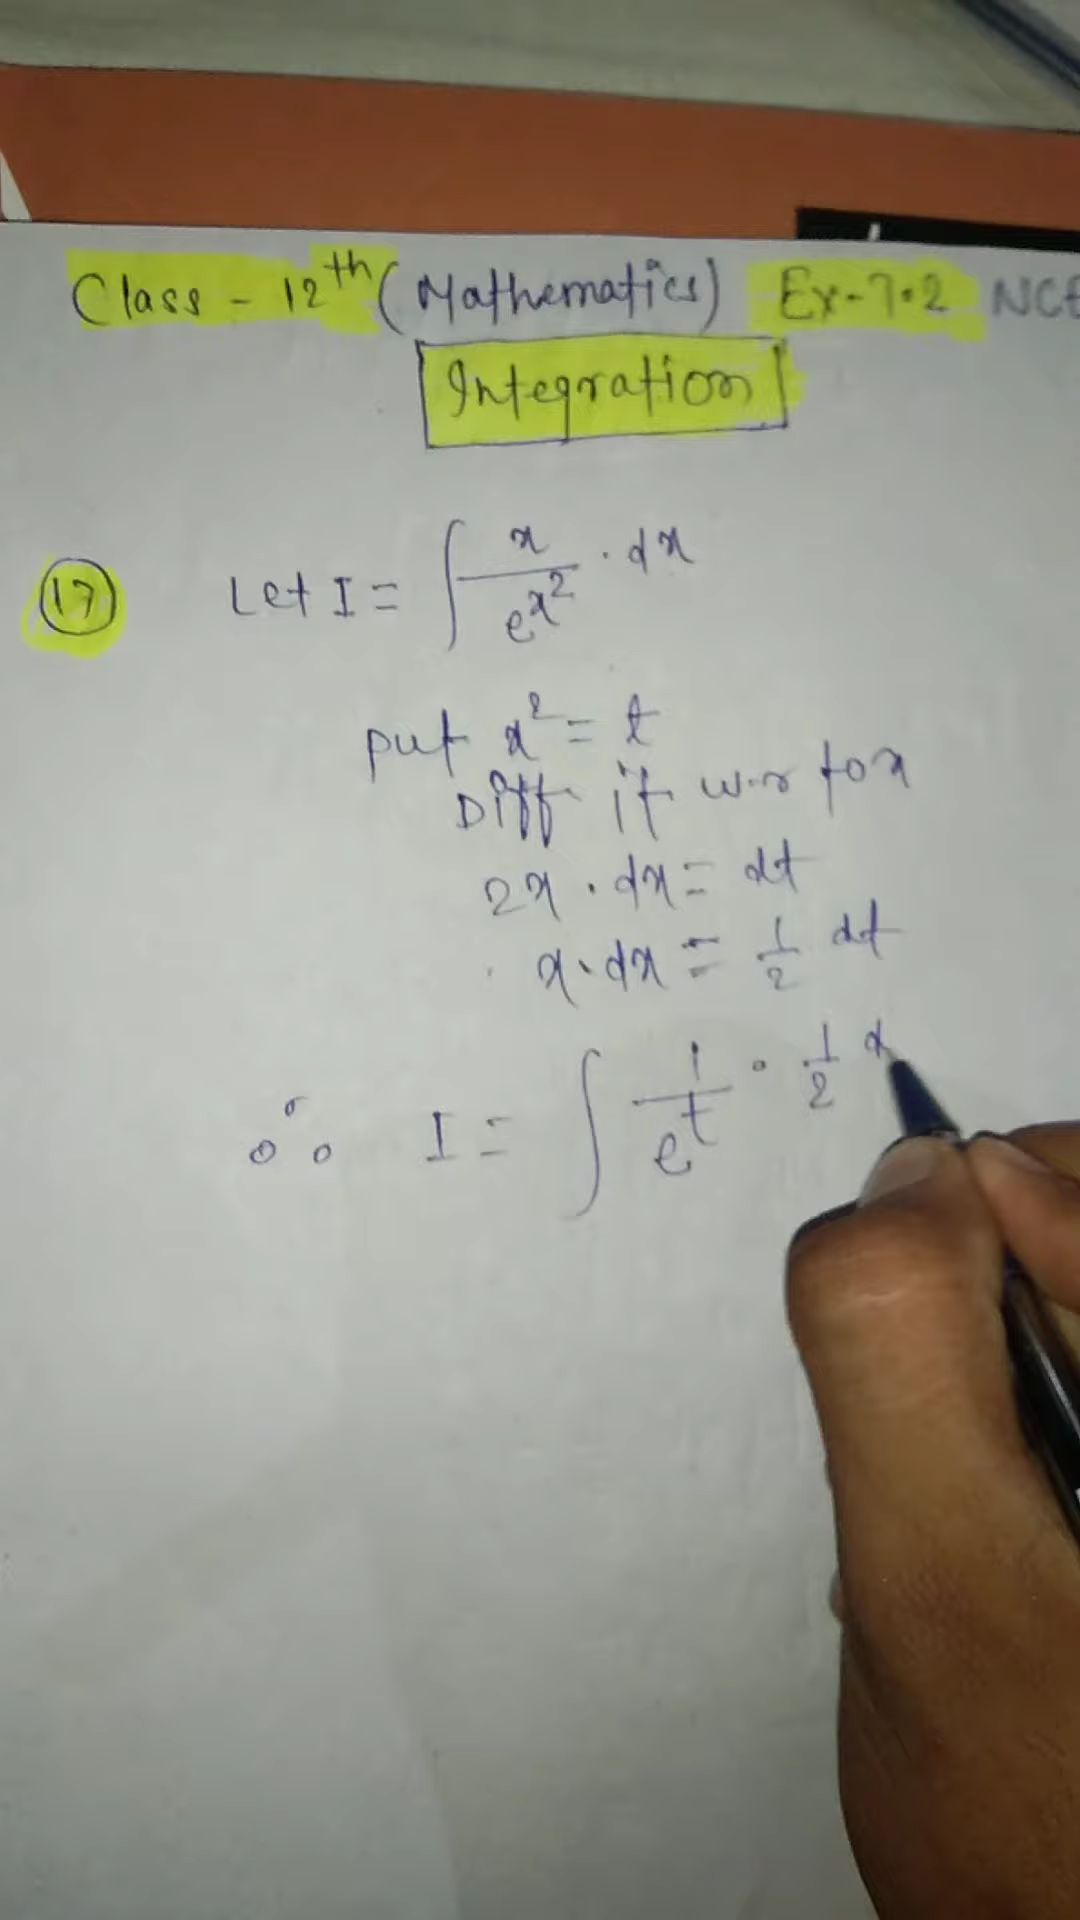 Class - 12th (Mathematics) Ex-7.2 NCE
Integration
17 Let I = ∫ x/e^x² . dx
put x² = t
Diff it w.r to x
2x . dx = dt
x . dx = 1/2 dt
∴ I = ∫ 1/e^t . 1/2 d